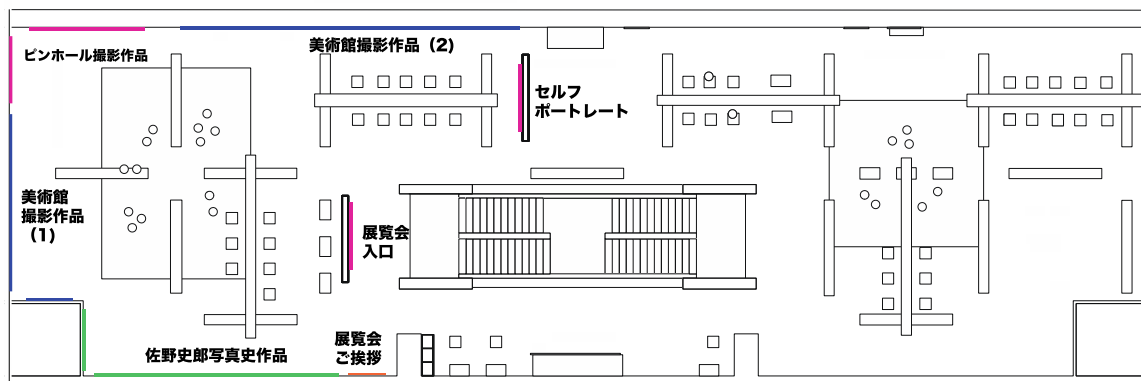 美術館撮影作品(2)
ピンホール撮影作品
セルフ
ポートレート
美術館
撮影作品
(1)
展覧会
入口
展覧会
ご挨拶
佐野史郎写真史作品